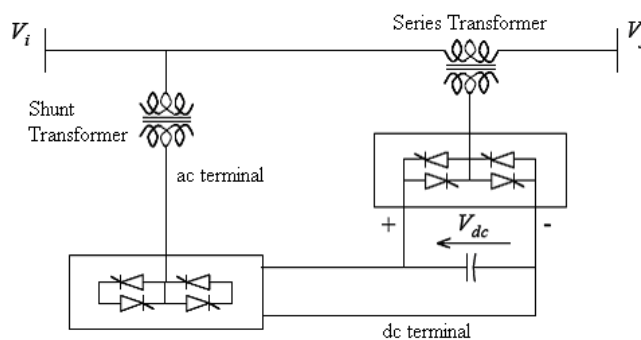 Series Transformer
Vi
V
Shunt
Transformer
ac terminal
+
Vdc
-
dc terminal